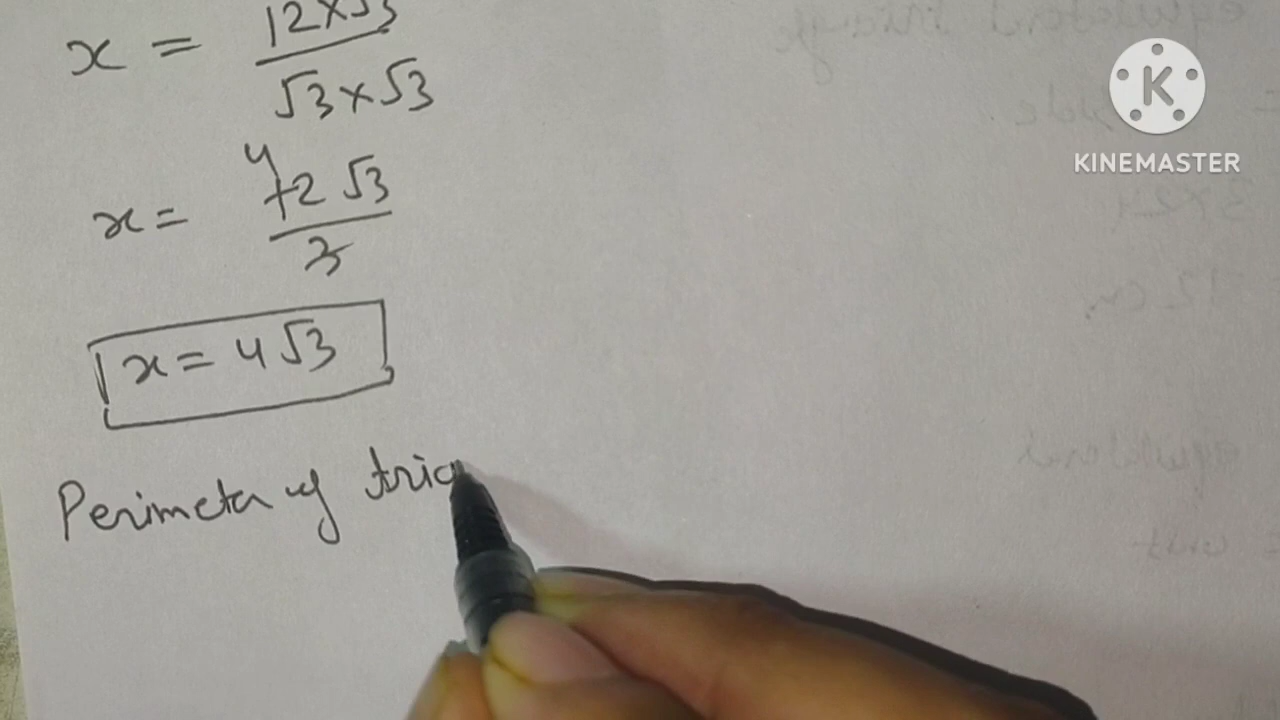 x = 12×√3
√3×√3
x = 4
12√3
3
x = 4√3
Perimeter of tria
K
KINEMASTER